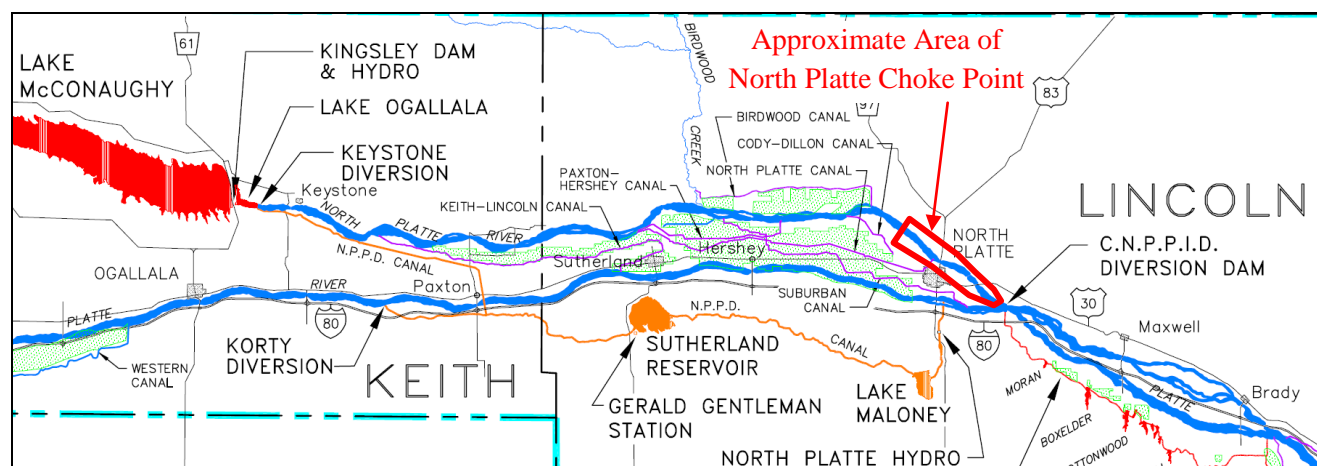 61
LAKE
McCONAUGHY
KINGSLEY DAM
& HYDRO
LAKE OGALLALA
KEYSTONE
DIVERSION
Keystone
NORTH PLATTE RIVER
N.P.P.D. CANAL
OGALLALA
PLATTE RIVER
80
Paxton
WESTERN
CANAL
KORTY
DIVERSION
KEITH
BIRDWOOD
CREEK
Approximate Area of
North Platte Choke Point
97
83
BIRDWOOD CANAL
CODY-DILLON CANAL
NORTH PLATTE CANAL
PAXTON-
HERSHEY CANAL
KEITH-LINCOLN CANAL
Hershey
Sutherland
SUBURBAN
CANAL
N.P.P.D. CANAL
SUTHERLAND
RESERVOIR
GERALD GENTLEMAN
STATION
LAKE
MALONEY
NORTH PLATTE HYDRO
NORTH
PLATTE
LINCOLN
C.N.P.P.I.D.
DIVERSION DAM
30
80
Maxwell
Brady
PLATTE
MORAN
BOXELDER